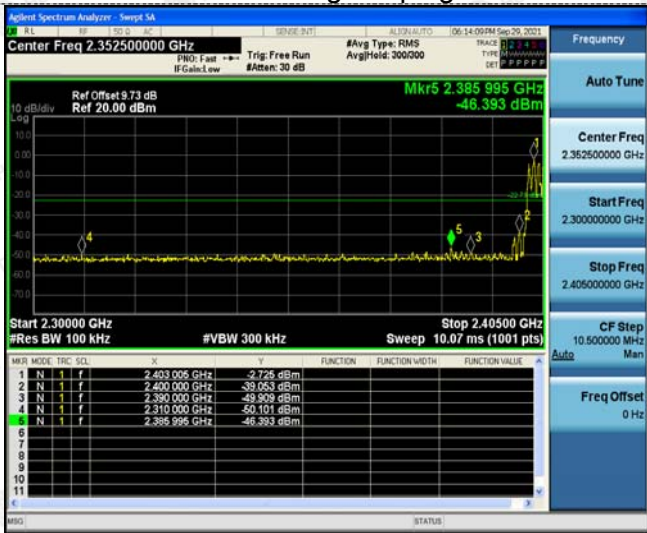 Agilent Spectrum Analyzer - Swept SA
RL RF 50 Ω AC SENSE:INT ALIGNAUTO 06:14:09 PM Sep 29, 2021
Center Freq 2.352500000 GHz
PNO: Fast
IFGain:Low
Trig: Free Run
#Atten: 30 dB
#Avg Type: RMS
Avg|Hold: 300/300
TRACE 1 2 3 4 5 6
TYPE
DET P P P P P P
Ref Offset 9.73 dB
10 dB/div Ref 20.00 dBm
Log
Mkr5 2.385 995 GHz
-46.393 dBm
10.0
0.00
-10.0
-20.0
-30.0
-40.0
-50.0
-60.0
-70.0
1
2
3
4
5
Start 2.30000 GHz Stop 2.40500 GHz
#Res BW 100 kHz #VBW 300 kHz Sweep 10.07 ms (1001 pts)
MKR MODE TRC SCL X Y FUNCTION FUNCTION WIDTH FUNCTION VALUE
1 N 1 f 2.403 005 GHz -2.725 dBm
2 N 1 f 2.400 000 GHz -39.053 dBm
3 N 1 f 2.390 000 GHz -49.909 dBm
4 N 1 f 2.310 000 GHz -50.101 dBm
5 N 1 f 2.385 995 GHz -46.393 dBm
6
7
8
9
10
11
MSG STATUS
Frequency
Auto Tune
Center Freq
2.352500000 GHz
Start Freq
2.300000000 GHz
Stop Freq
2.405000000 GHz
CF Step
10.500000 MHz
Auto Man
Freq Offset
0 Hz